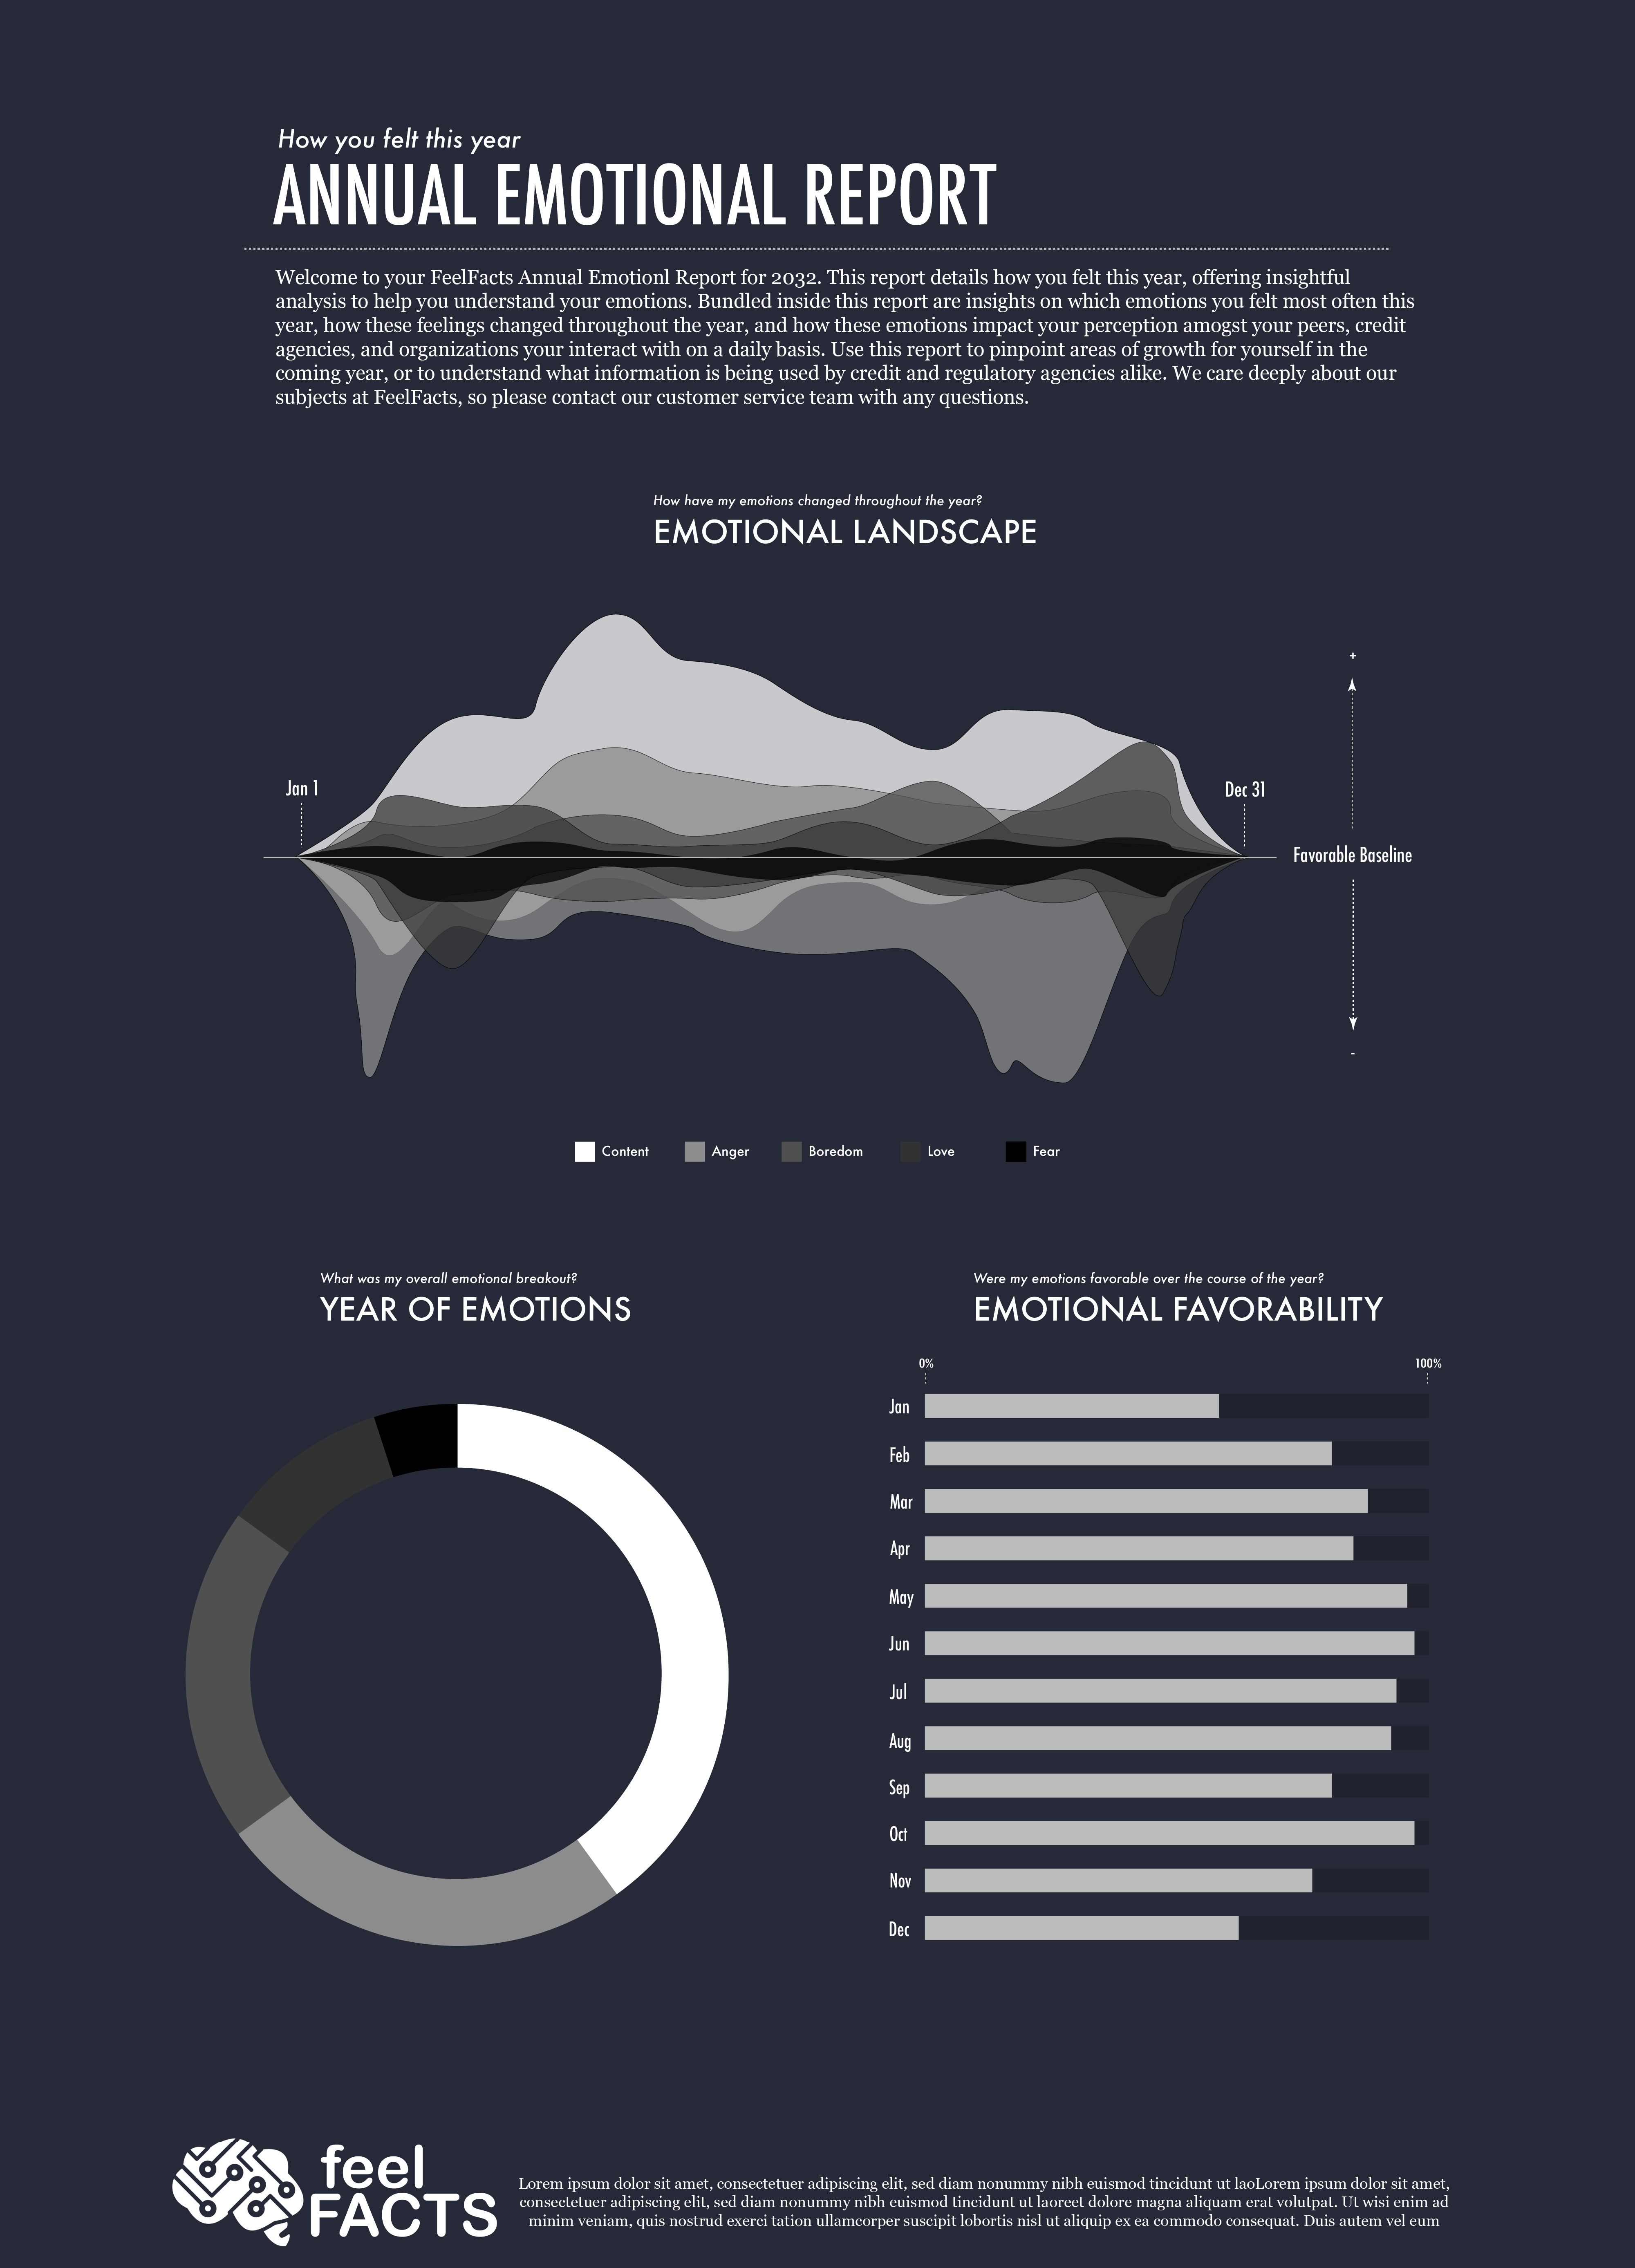 How you felt this year
ANNUAL EMOTIONAL REPORT
Welcome to your FeelFacts Annual Emotionl Report for 2032. This report details how you felt this year, offering insightful
analysis to help you understand your emotions. Bundled inside this report are insights on which emotions you felt most often this
year, how these feelings changed throughout the year, and how these emotions impact your perception amogst your peers, credit
agencies, and organizations your interact with on a daily basis. Use this report to pinpoint areas of growth for yourself in the
coming year, or to understand what information is being used by credit and regulatory agencies alike. We care deeply about our
subjects at FeelFacts, so please contact our customer service team with any questions.
How have my emotions changed throughout the year?
EMOTIONAL LANDSCAPE
+
Jan 1
Dec 31
Favorable Baseline
-
Content Anger Boredom Love Fear
What was my overall emotional breakout?
YEAR OF EMOTIONS
Were my emotions favorable over the course of the year?
EMOTIONAL FAVORABILITY
0% 100%
Jan
Feb
Mar
Apr
May
Jun
Jul
Aug
Sep
Oct
Nov
Dec
feel
FACTS
Lorem ipsum dolor sit amet, consectetuer adipiscing elit, sed diam nonummy nibh euismod tincidunt ut laoLorem ipsum dolor sit amet,
consectetuer adipiscing elit, sed diam nonummy nibh euismod tincidunt ut laoreet dolore magna aliquam erat volutpat. Ut wisi enim ad
minim veniam, quis nostrud exerci tation ullamcorper suscipit lobortis nisl ut aliquip ex ea commodo consequat. Duis autem vel eum